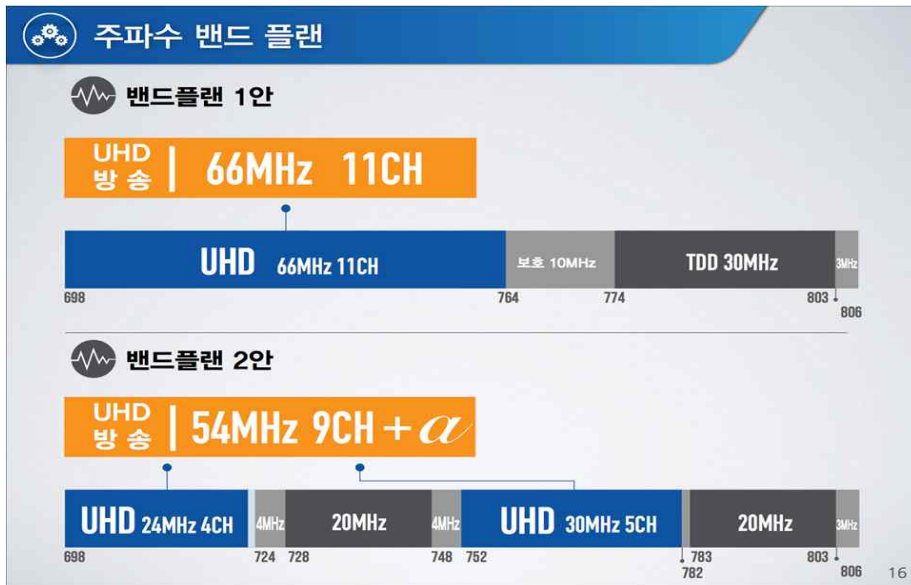 주파수 밴드 플랜
밴드플랜 1안
UHD 방송 | 66MHz 11CH
UHD 66MHz 11CH 보호 10MHz TDD 30MHz 3MHz
698 764 774 803 806
밴드플랜 2안
UHD 방송 | 54MHz 9CH + α
UHD 24MHz 4CH 4MHz 20MHz 4MHz UHD 30MHz 5CH 20MHz 3MHz
698 724 728 748 752 782 783 803 806
16